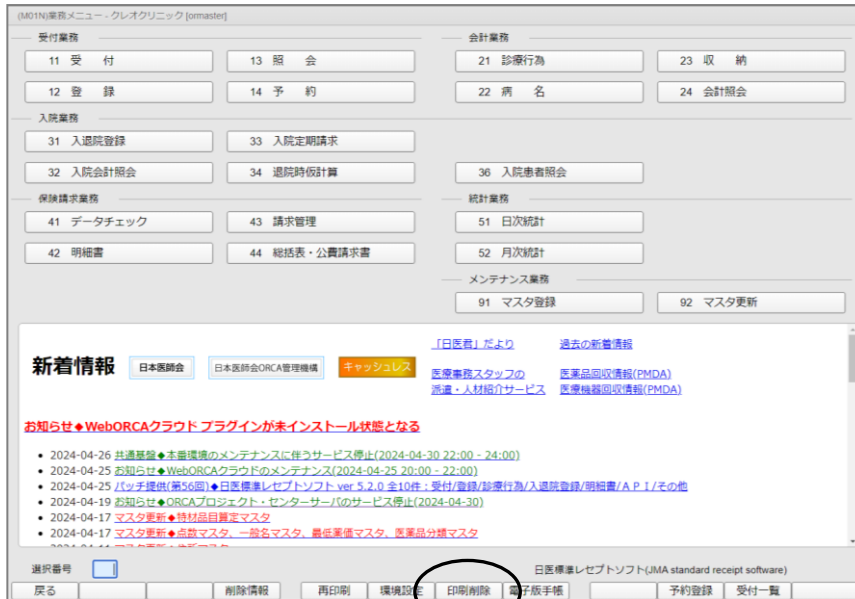 (M01N)業務メニュー - クレオクリニック [ormaster]
受付業務
会計業務
11 受 付
13 照 会
21 診療行為
23 収 納
12 登 録
14 予 約
22 病 名
24 会計照会
入院業務
31 入退院登録
33 入院定期請求
32 入院会計照会
34 退院時仮計算
36 入院患者照会
保険請求業務
統計業務
41 データチェック
43 請求管理
51 日次統計
42 明細書
44 総括表・公費請求書
52 月次統計
メンテナンス業務
91 マスタ登録
92 マスタ更新
新着情報
日本医師会
日本医師会ORCA管理機構
キャッシュレス
「日医君」だより
過去の新着情報
医療事務スタッフの
派遣・人材紹介サービス
医薬品回収情報(PMDA)
医療機器回収情報(PMDA)
お知らせ◆WebORCAクラウド プラグインが未インストール状態となる
• 2024-04-26 共通基盤◆本番環境のメンテナンスに伴うサービス停止(2024-04-30 22:00 - 24:00)
• 2024-04-25 お知らせ◆WebORCAクラウドのメンテナンス(2024-04-25 20:00 - 22:00)
• 2024-04-25 パッチ提供(第56回)◆日医標準レセプトソフト ver 5.2.0 全10件：受付/登録/診療行為/入退院登録/明細書/ＡＰＩ/その他
• 2024-04-19 お知らせ◆ORCAプロジェクト・センターサーバのサービス停止(2024-04-30)
• 2024-04-17 マスタ更新◆特材品目算定マスタ
• 2024-04-17 マスタ更新◆点数マスタ、一般名マスタ、最低薬価マスタ、医薬品分類マスタ
選択番号
日医標準レセプトソフト(JMA standard receipt software)
戻る
削除情報
再印刷
環境設定
印刷削除
電子版手帳
予約登録
受付一覧